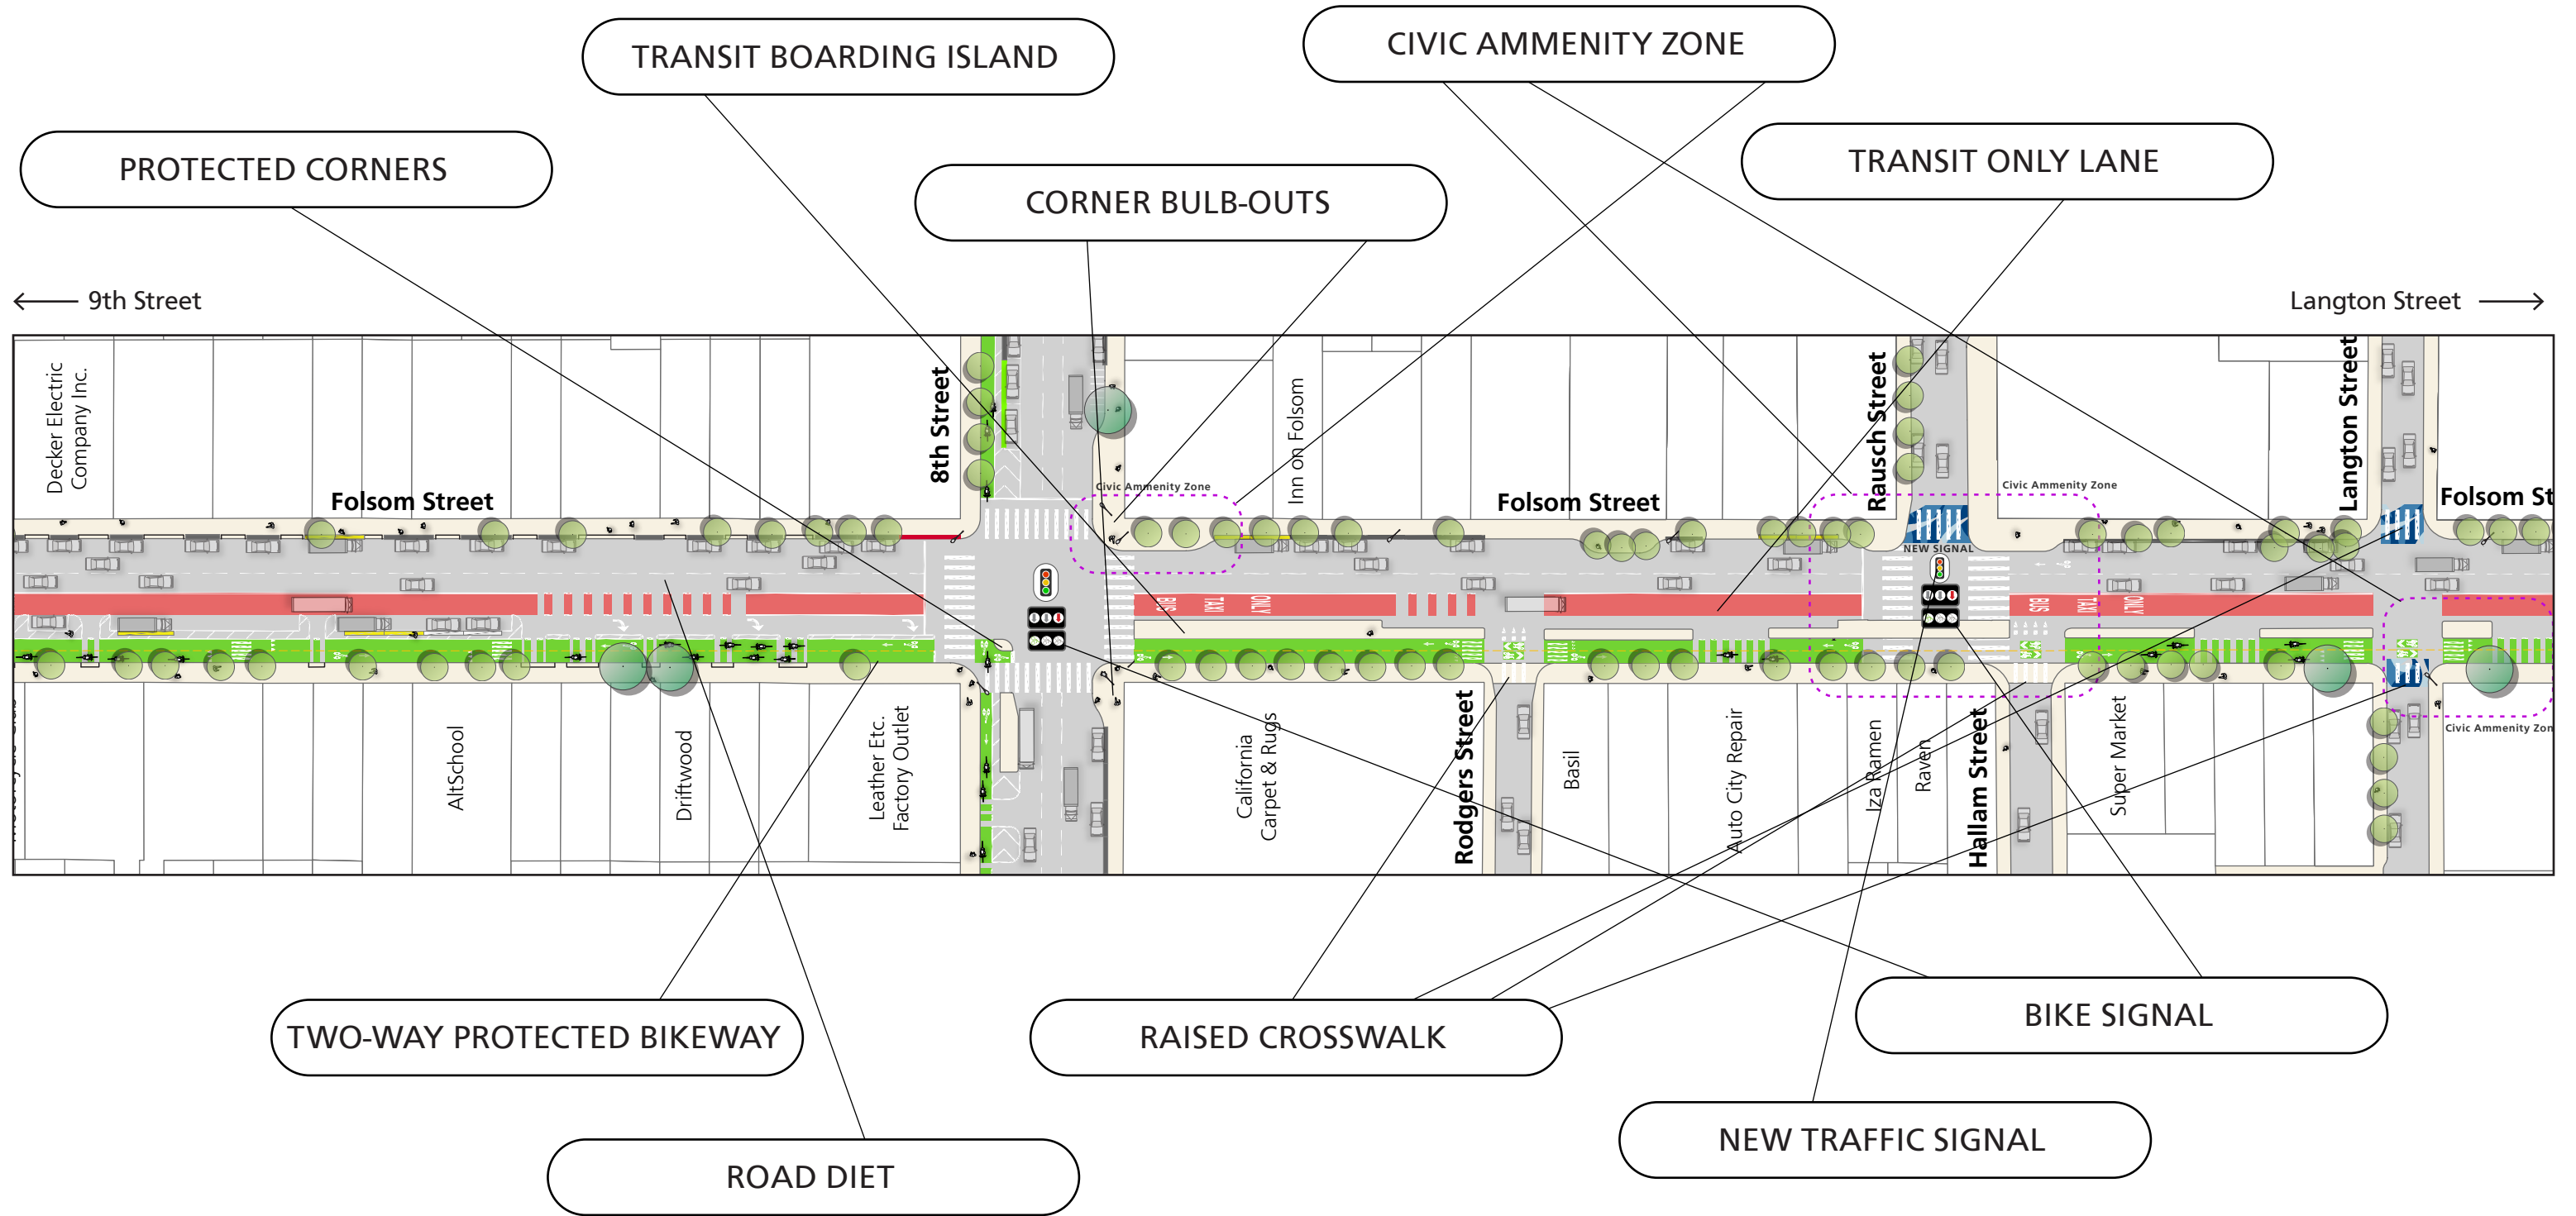 CIVIC AMMENITY ZONE
TRANSIT BOARDING ISLAND
TRANSIT ONLY LANE
PROTECTED CORNERS
CORNER BULB-OUTS
9th Street
Langton Street
Decker Electric
Company Inc.
Folsom Street
8th Street
Civic Ammenity Zone
Inn on Folsom
Folsom Street
Rausch Street
Civic Ammenity Zone
Langton Street
Folsom St
NEW SIGNAL
BUS
TAXI
ONLY
BUS
TAXI
ONLY
AltSchool
Driftwood
Leather Etc.
Factory Outlet
California
Carpet & Rugs
Rodgers Street
Basil
Auto City Repair
Iza Ramen
Raven
Hallam Street
Super Market
Civic Ammenity Zon
TWO-WAY PROTECTED BIKEWAY
RAISED CROSSWALK
BIKE SIGNAL
NEW TRAFFIC SIGNAL
ROAD DIET